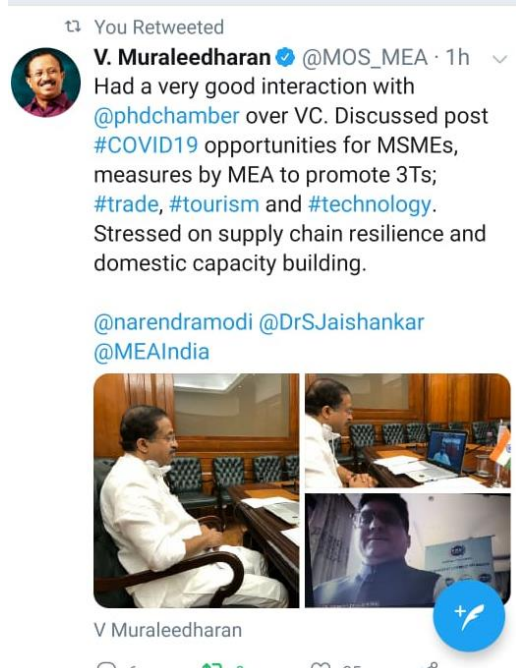 You Retweeted
V. Muraleedharan @MOS_MEA · 1h
Had a very good interaction with
@phdchamber over VC. Discussed post
#COVID19 opportunities for MSMEs,
measures by MEA to promote 3Ts;
#trade, #tourism and #technology.
Stressed on supply chain resilience and
domestic capacity building.
@narendramodi @DrSJaishankar
@MEAIndia
V Muraleedharan